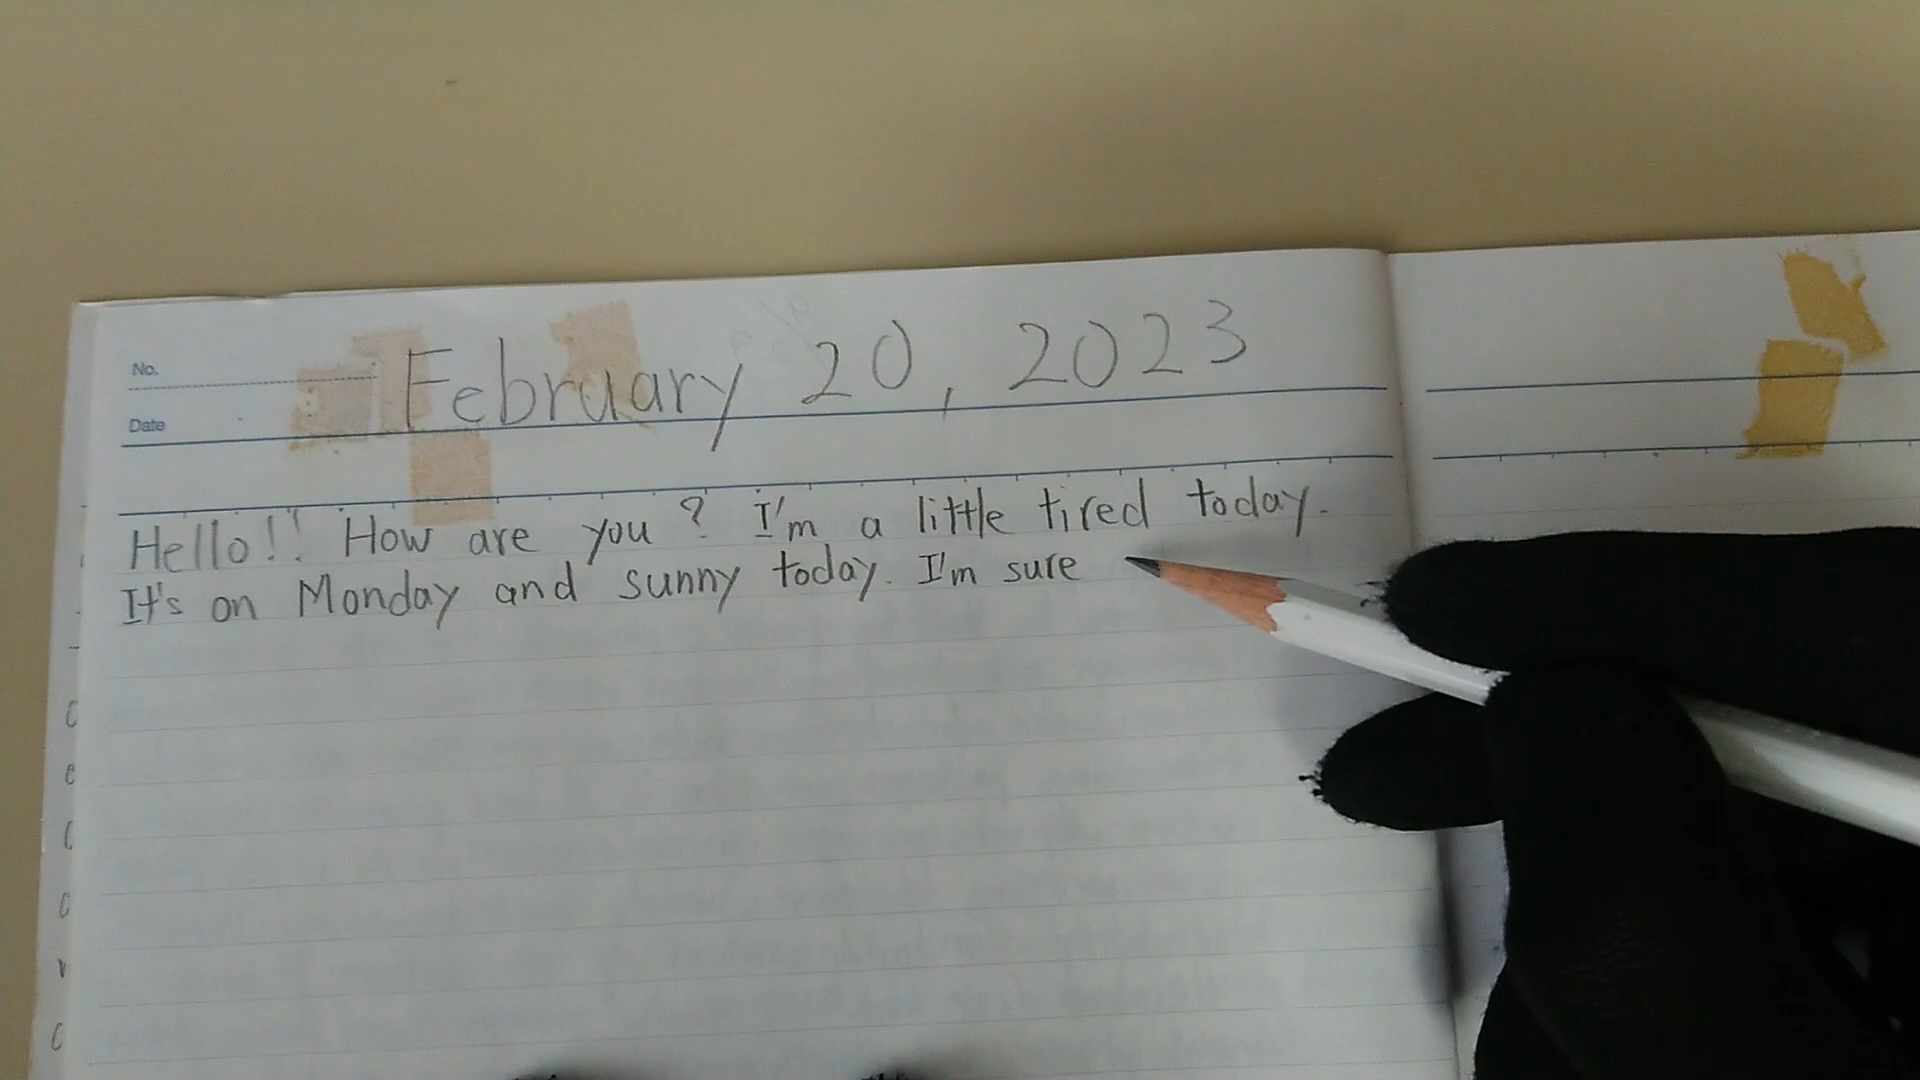 No.
February 20, 2023
Date
Hello!! How are you? I'm a little tired today.
It's on Monday and sunny today. I'm sure